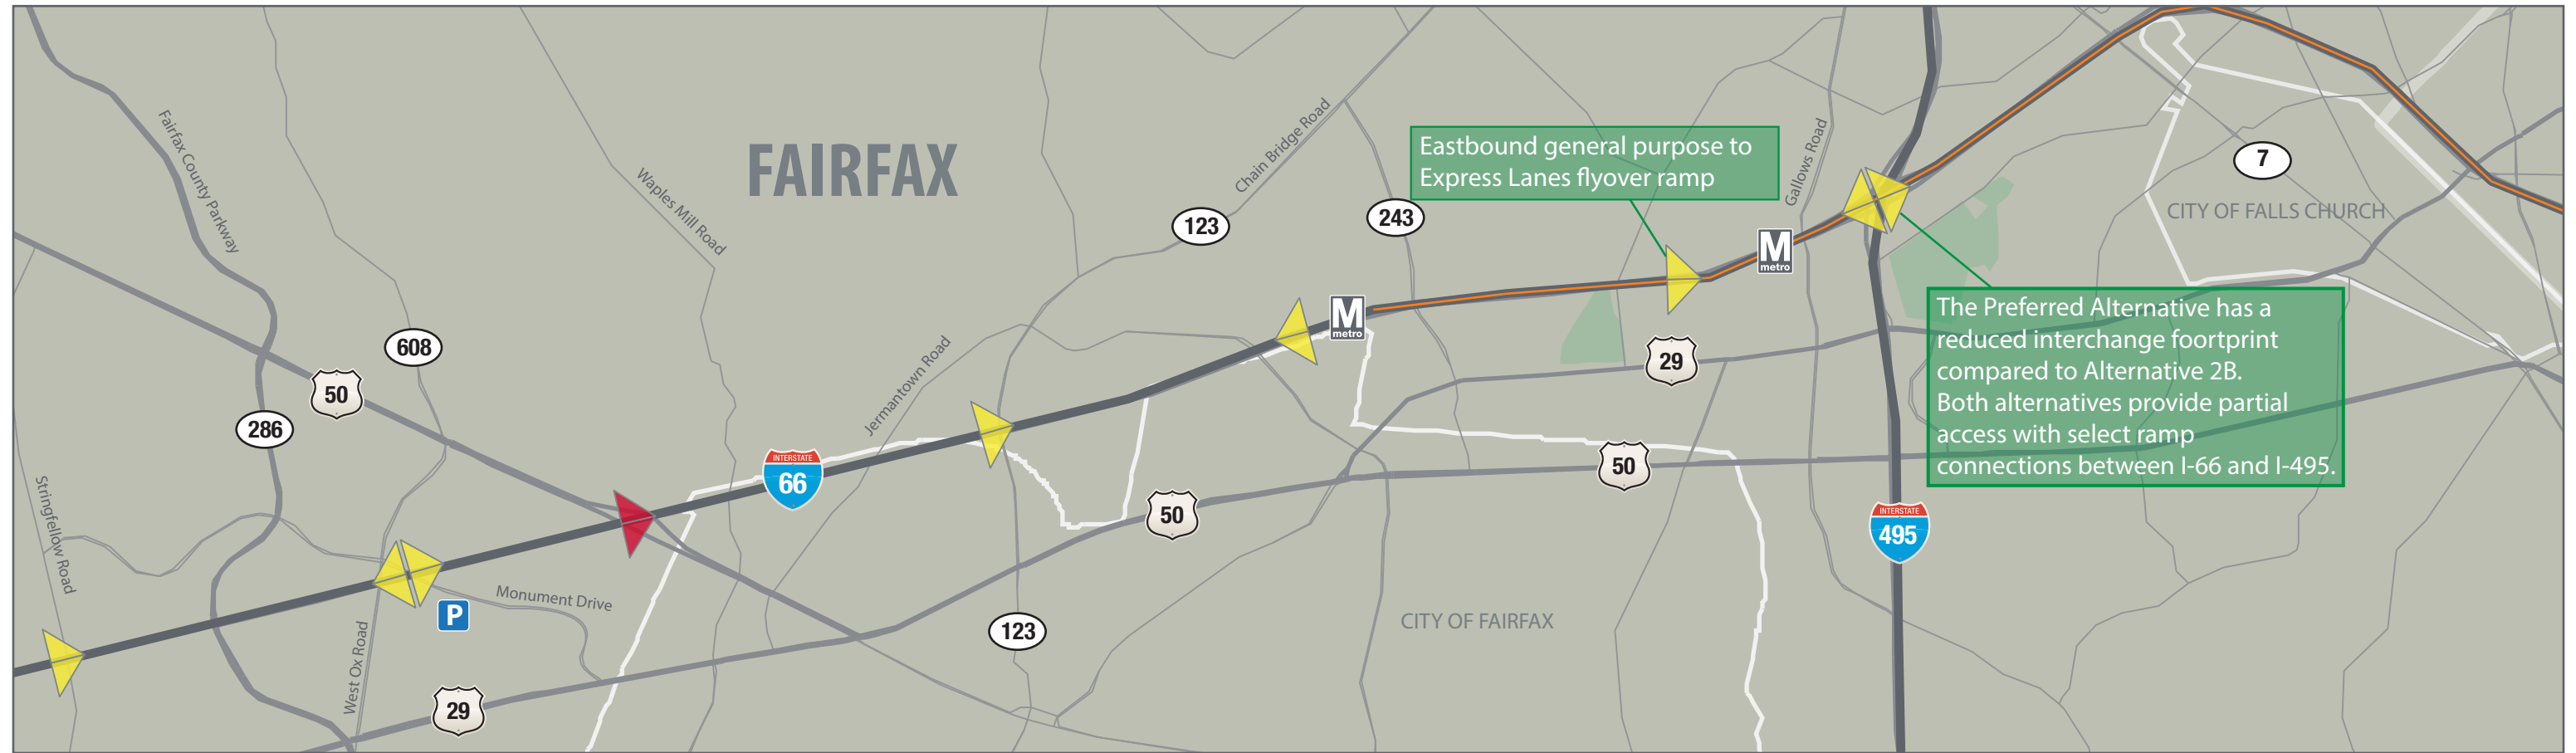 Fairfax County Parkway
Waples Mill Road
FAIRFAX
Chain Bridge Road
Eastbound general purpose to
Express Lanes flyover ramp
Gallows Road
7
CITY OF FALLS CHURCH
123
243
M
metro
M
metro
608
50
286
Jermantown Road
29
The Preferred Alternative has a
reduced interchange foortprint
compared to Alternative 2B.
Both alternatives provide partial
access with select ramp
connections between I-66 and I-495.
INTERSTATE
66
50
50
INTERSTATE
495
Stringfellow Road
Monument Drive
P
West Ox Road
123
CITY OF FAIRFAX
29